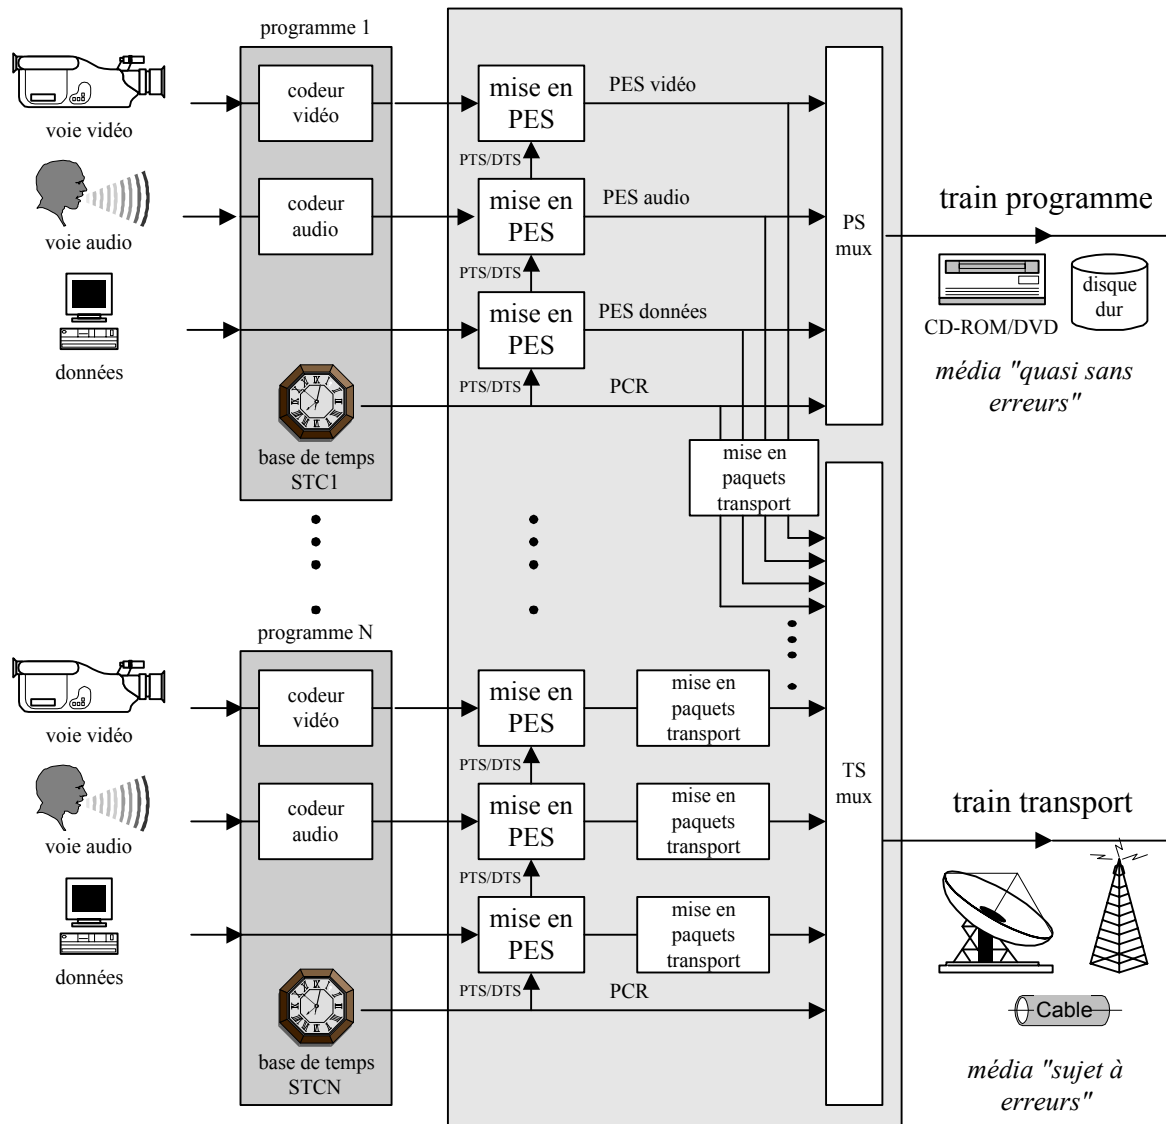 programme 1
voie vidéo
codeur
vidéo
mise en
PES
PES vidéo
PTS/DTS
voie audio
codeur
audio
mise en
PES
PES audio
PTS/DTS
données
mise en
PES
PES données
PTS/DTS
PCR
base de temps
STC1
PS
mux
mise en
paquets
transport
train programme
CD-ROM/DVD
disque
dur
média "quasi sans
erreurs"
programme N
voie vidéo
codeur
vidéo
mise en
PES
mise en
paquets
transport
PTS/DTS
voie audio
codeur
audio
mise en
PES
mise en
paquets
transport
PTS/DTS
données
mise en
PES
mise en
paquets
transport
PTS/DTS
PCR
base de temps
STCN
TS
mux
train transport
Cable
média "sujet à
erreurs"